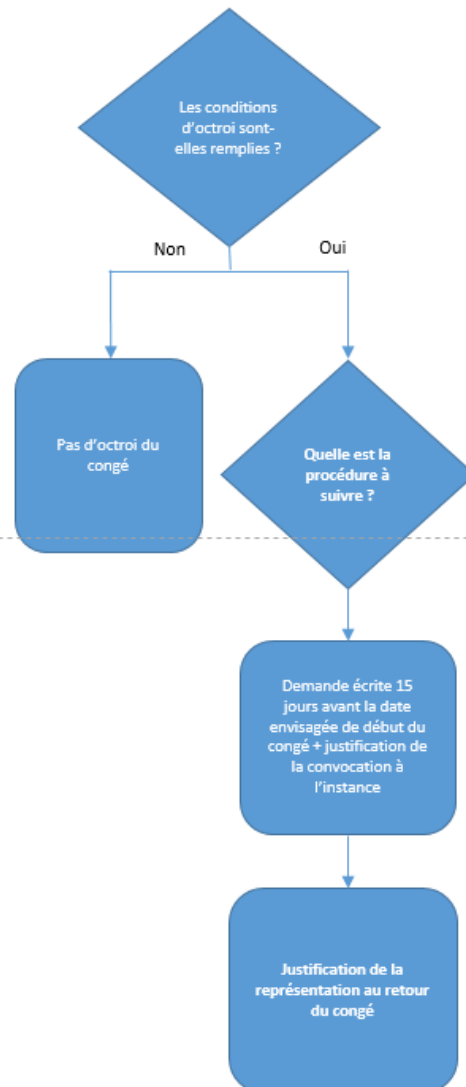 Les conditions
d'octroi sont-
elles remplies ?
Non
Oui
Pas d'octroi du
congé
Quelle est la
procédure à
suivre ?
Demande écrite 15
jours avant la date
envisagée de début du
congé + justification de
la convocation à
l'instance
Justification de la
représentation au retour
du congé